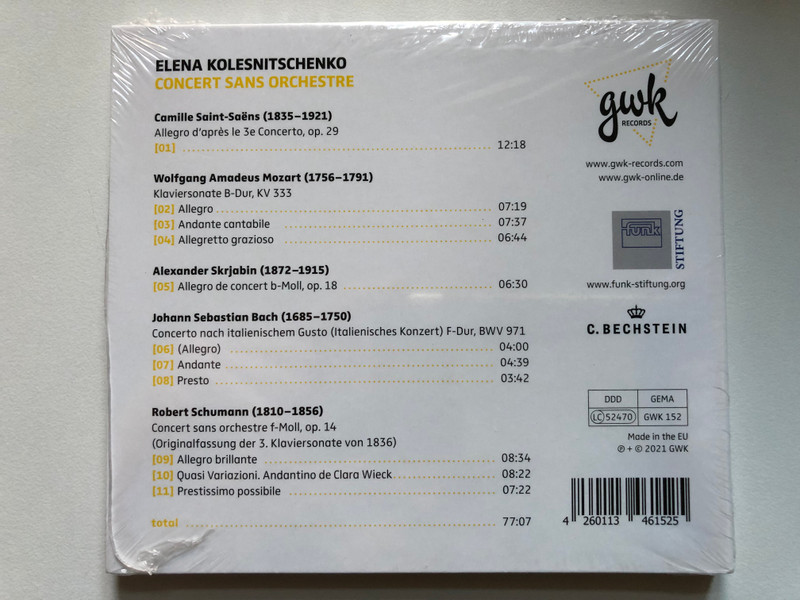 ELENA KOLESNITSCHENKO
CONCERT SANS ORCHESTRE
Camille Saint-Saëns (1835–1921)
Allegro d'après le 3e Concerto, op. 29
[01] 12:18
Wolfgang Amadeus Mozart (1756–1791)
Klaviersonate B-Dur, KV 333
[02] Allegro 07:19
[03] Andante cantabile 07:37
[04] Allegretto grazioso 06:44
Alexander Skrjabin (1872–1915)
[05] Allegro de concert b-Moll, op. 18 06:30
Johann Sebastian Bach (1685–1750)
Concerto nach italienischem Gusto (Italienisches Konzert) F-Dur, BWV 971
[06] (Allegro) 04:00
[07] Andante 04:39
[08] Presto 03:42
Robert Schumann (1810–1856)
Concert sans orchestre f-Moll, op. 14
(Originalfassung der 3. Klaviersonate von 1836)
[09] Allegro brillante 08:34
[10] Quasi Variazioni. Andantino de Clara Wieck 08:22
[11] Prestissimo possibile 07:22
total 77:07
gwk
RECORDS
www.gwk-records.com
www.gwk-online.de
funk
STIFTUNG
www.funk-stiftung.org
C. BECHSTEIN
DDD GEMA
LC 52470 GWK 152
Made in the EU
℗ + © 2021 GWK
4 260113 461525